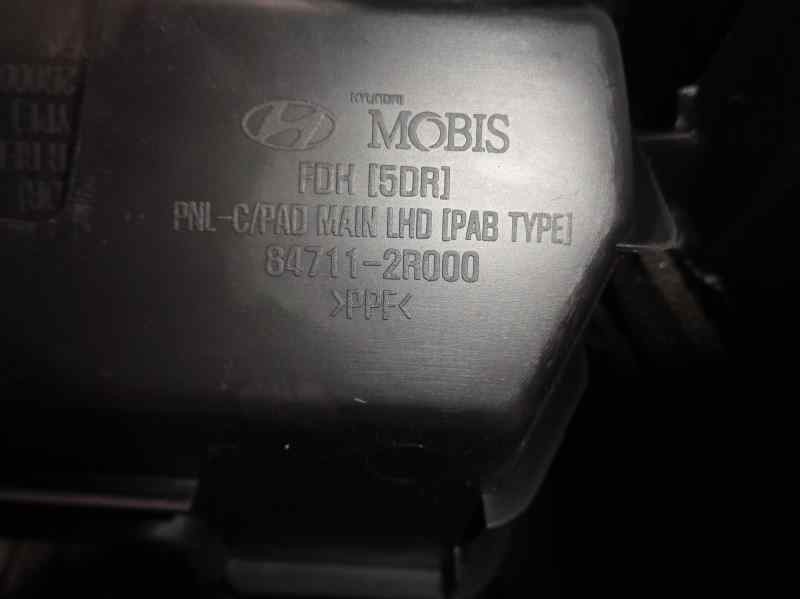 HYUNDAI
MOBIS
FDH [5DR]
PNL-C/PAD MAIN LHD [PAB TYPE]
84711-2R000
>PPF<